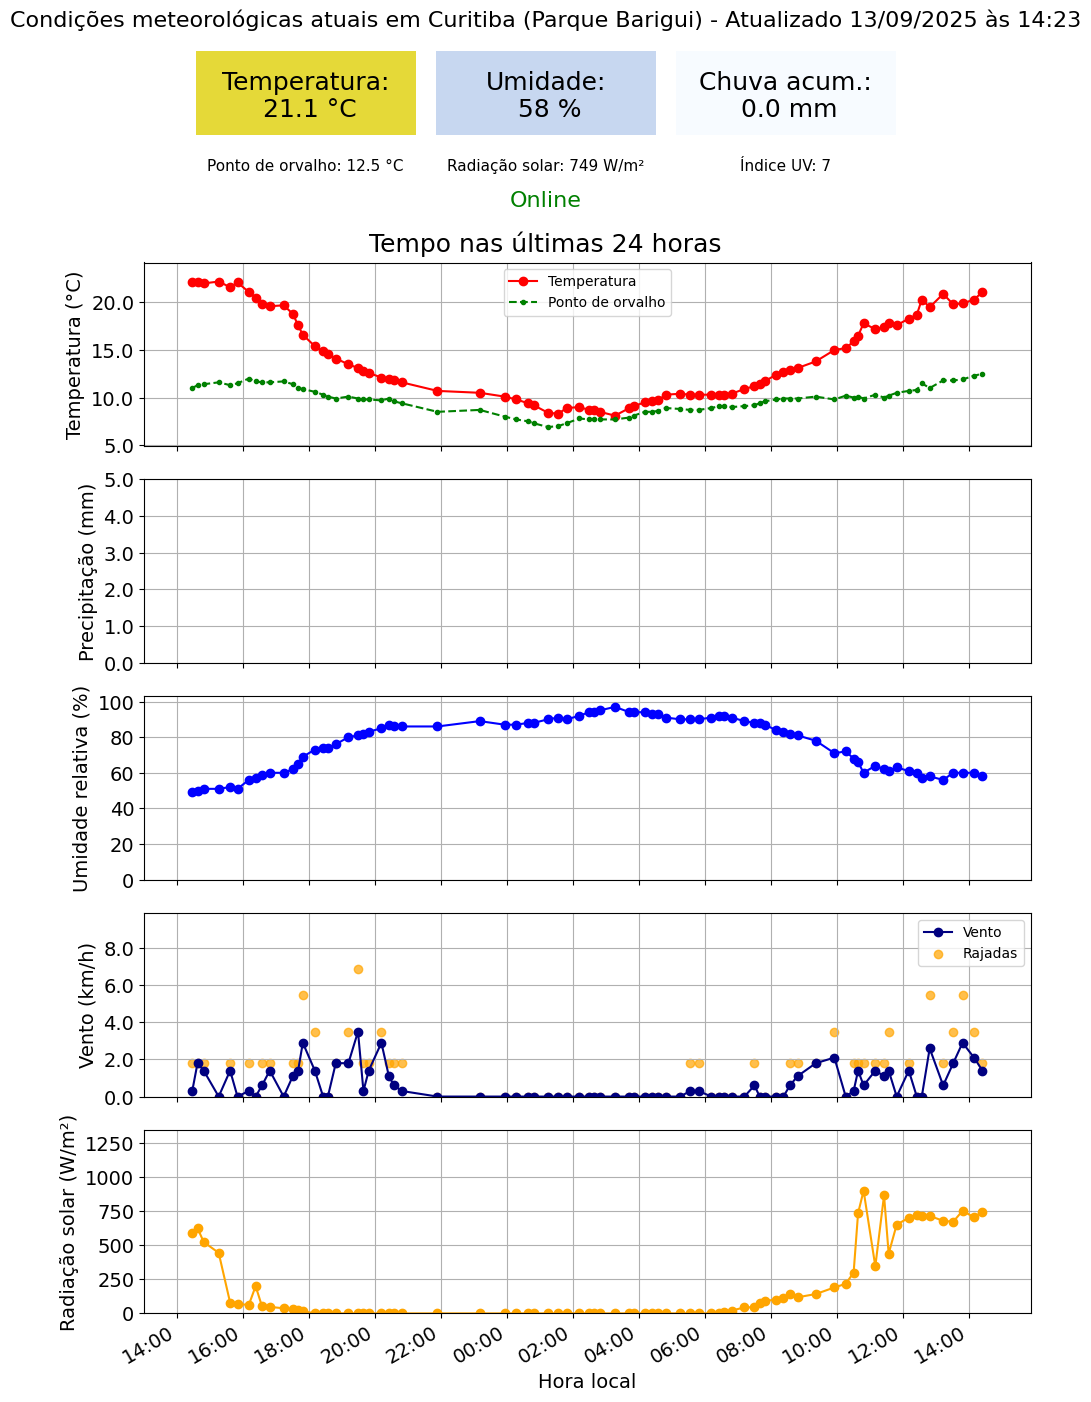 Condições meteorológicas atuais em Curitiba (Parque Barigui) - Atualizado 13/09/2025 às 14:23
Temperatura:
21.1 °C
Umidade:
58 %
Chuva acum.:
0.0 mm
Ponto de orvalho: 12.5 °C
Radiação solar: 749 W/m²
Índice UV: 7
Online
Tempo nas últimas 24 horas
Temperatura (°C)
20.0
15.0
10.0
5.0
Temperatura
Ponto de orvalho
Precipitação (mm)
5.0
4.0
3.0
2.0
1.0
0.0
Umidade relativa (%)
100
80
60
40
20
0
Vento (km/h)
8.0
6.0
4.0
2.0
0.0
Vento
Rajadas
Radiação solar (W/m²)
1250
1000
750
500
250
0
14:00
16:00
18:00
20:00
22:00
00:00
02:00
04:00
06:00
08:00
10:00
12:00
14:00
Hora local